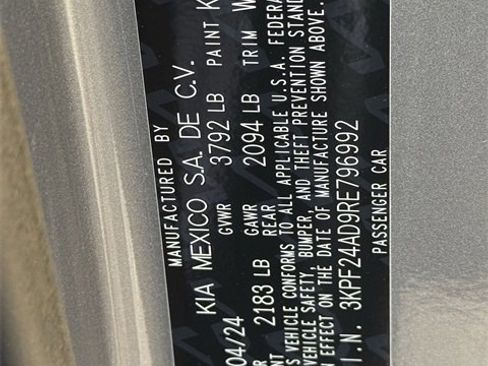 MANUFACTURED BY
KIA MEXICO S.A. DE C.V.
04/24 GVWR 3792 LB PAINT K
GAWR REAR 2094 LB TRIM W
2183 LB
VEHICLE CONFORMS TO ALL APPLICABLE U.S.A. FEDERA
VEHICLE SAFETY, BUMPER, AND THEFT PREVENTION STAND
EFFECT ON THE DATE OF MANUFACTURE SHOWN ABOVE.
I.N. 3KPF24AD9RE796992
PASSENGER CAR